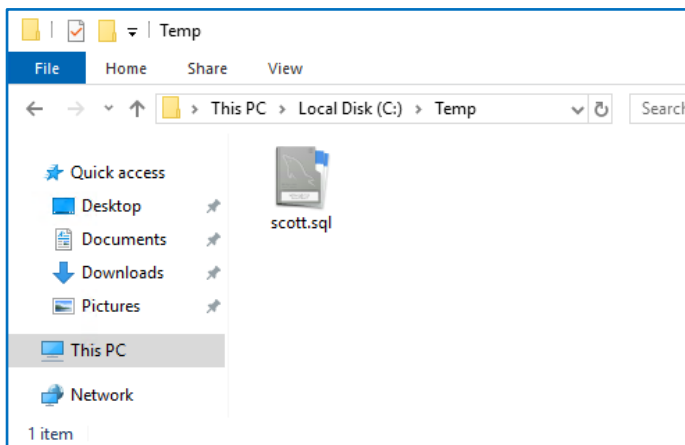 Temp
File Home Share View
This PC > Local Disk (C:) > Temp
Search
Quick access
Desktop
Documents
Downloads
Pictures
This PC
Network
scott.sql
1 item